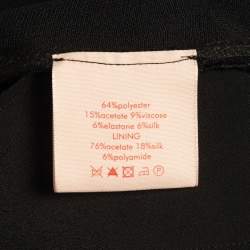 64%polyester
15%acetate 9%viscose
6%elastane 6%silk
LINING
76%acetate 18%silk
6%polyamide
P